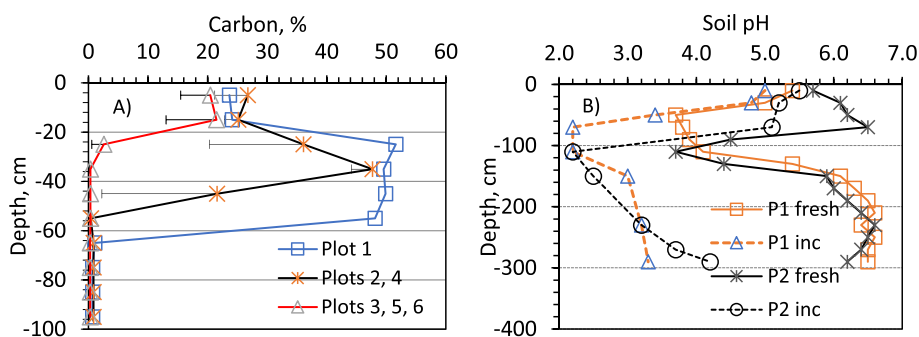 Carbon, %
0 10 20 30 40 50 60
0
-20
-40
-60
-80
-100
Depth, cm
A)
Plot 1
Plots 2, 4
Plots 3, 5, 6
Soil pH
2.0 3.0 4.0 5.0 6.0 7.0
0
-100
-200
-300
-400
Depth, cm
B)
P1 fresh
P1 inc
P2 fresh
P2 inc